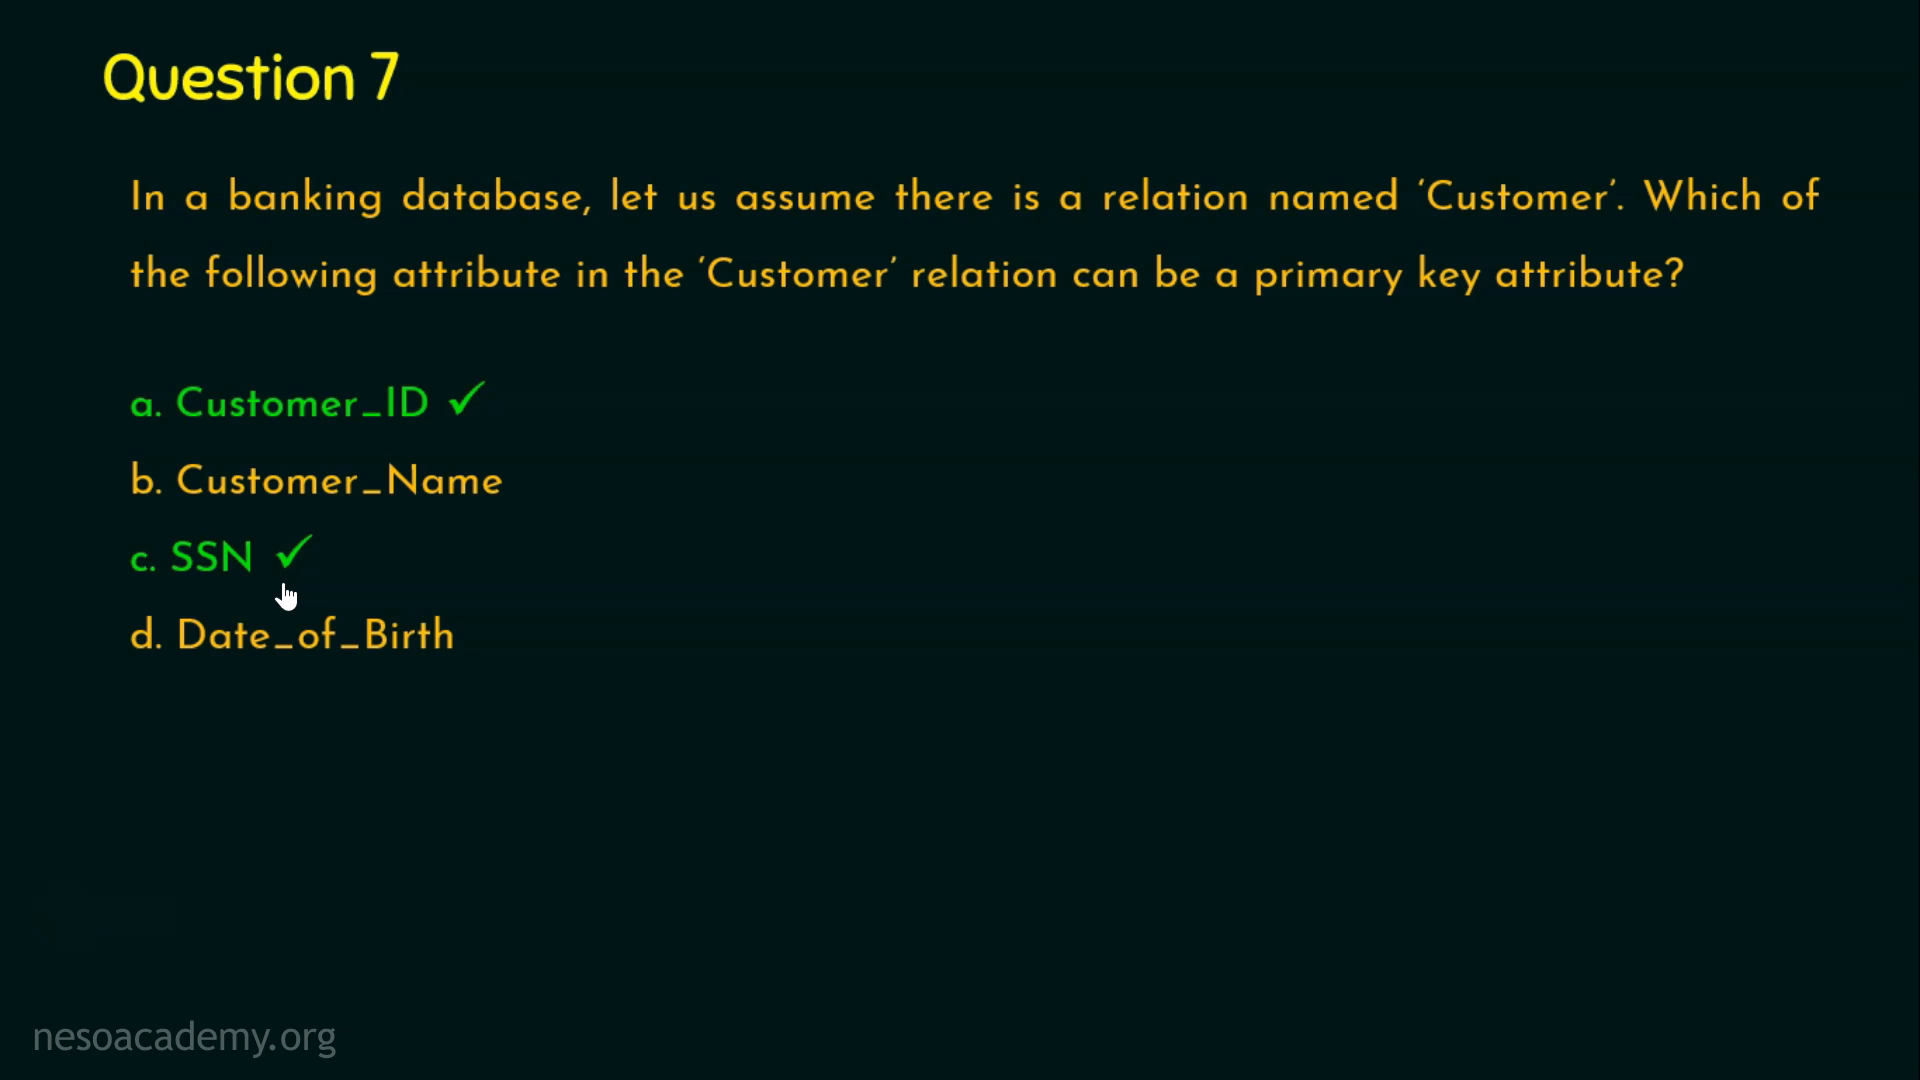 Question 7
In a banking database, let us assume there is a relation named ‘Customer’. Which of
the following attribute in the ‘Customer’ relation can be a primary key attribute?
a. Customer_ID ✓
b. Customer_Name
c. SSN ✓
d. Date_of_Birth
nesoacademy.org